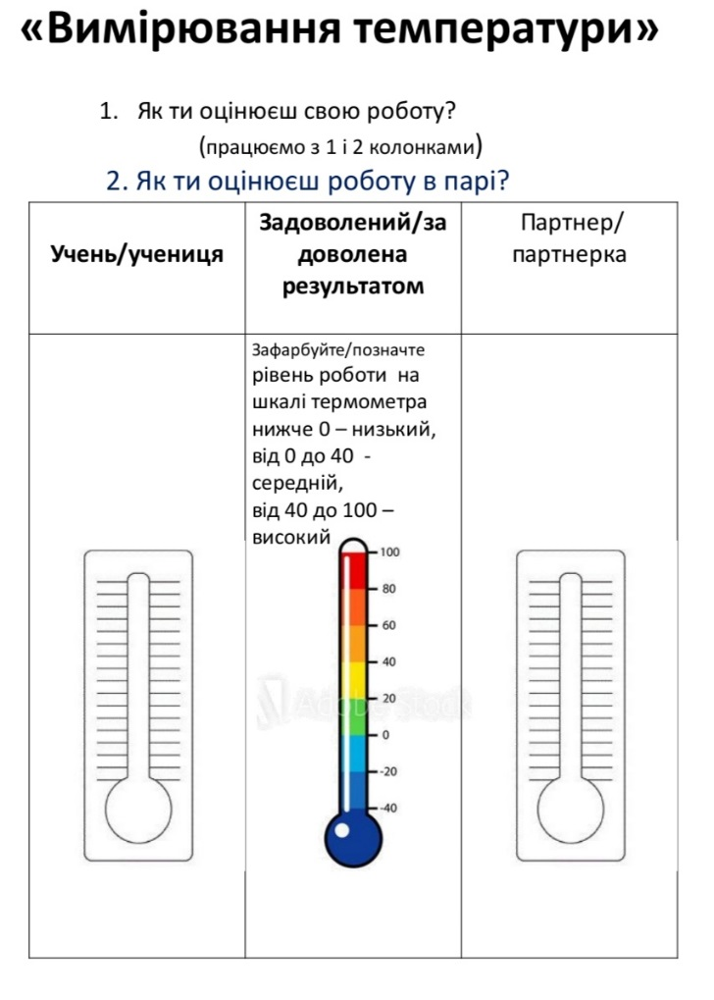 «Вимірювання температури»
1. Як ти оцінюєш свою роботу?
(працюємо з 1 і 2 колонками)
2. Як ти оцінюєш роботу в парі?
Учень/учениця
Задоволений/за
доволена
результатом
Партнер/
партнерка
Зафарбуйте/позначте
рівень роботи на
шкалі термометра
нижче 0 – низький,
від 0 до 40 -
середній,
від 40 до 100 –
високий
100
80
60
40
20
0
-20
-40
Adobe Stock